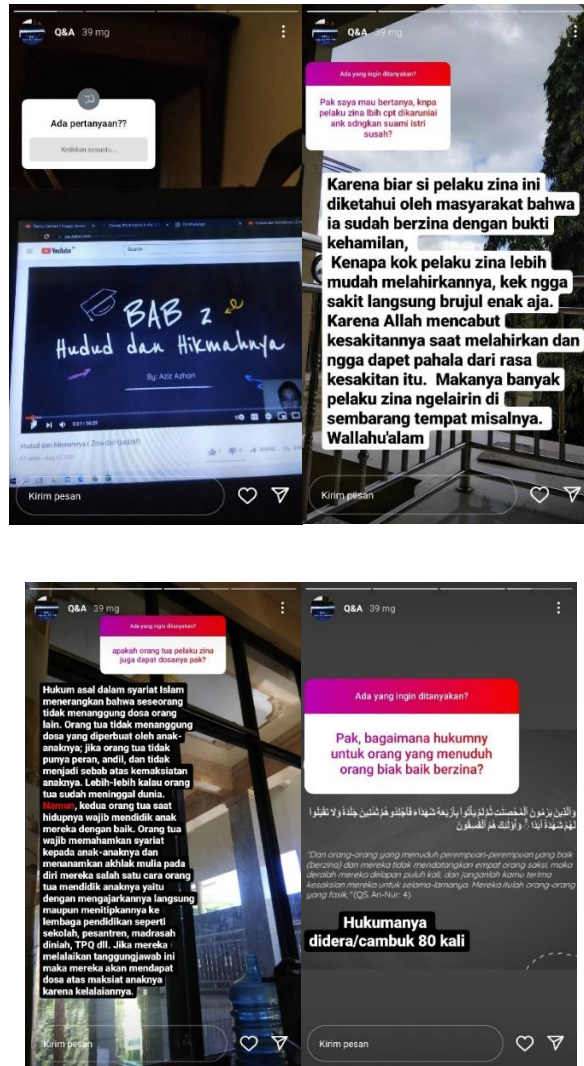 Q&A 39 mg
Ada pertanyaan??
Ketikkan sesuatu...
YouTube
Search
BAB 2
Hudud dan Hikmahnya
By: Aziz Azhari
Hudud dan Hikmahnya ( Zina dan Qadzaf)
Kirim pesan
Q&A 39 mg
Ada yang ingin ditanyakan?
Pak saya mau bertanya, knpa
pelaku zina lbih cpt dikaruniai
ank sdngkan suami istri
susah?
Karena biar si pelaku zina ini
diketahui oleh masyarakat bahwa
ia sudah berzina dengan bukti
kehamilan,
Kenapa kok pelaku zina lebih
mudah melahirkannya, kek ngga
sakit langsung brujul enak aja.
Karena Allah mencabut
kesakitannya saat melahirkan dan
ngga dapet pahala dari rasa
kesakitan itu. Makanya banyak
pelaku zina ngelairin di
sembarang tempat misalnya.
Wallahu'alam
Kirim pesan
Q&A 39 mg
Ada yang ingin ditanyakan?
apakah orang tua pelaku zina
juga dapat dosanya pak?
Hukum asal dalam syariat Islam
menerangkan bahwa seseorang
tidak menanggung dosa orang
lain. Orang tua tidak menanggung
dosa yang diperbuat oleh anak-
anaknya; jika orang tua tidak
punya peran, andil, dan tidak
menjadi sebab atas kemaksiatan
anaknya. Lebih-lebih kalau orang
tua sudah meninggal dunia.
Namun, kedua orang tua saat
hidupnya wajib mendidik anak
mereka dengan baik. Orang tua
wajib memahamkan syariat
kepada anak-anaknya dan
menanamkan akhlak mulia pada
diri mereka salah satu cara orang
tua mendidik anaknya yaitu
dengan mengajarkannya langsung
maupun menitipkannya ke
lembaga pendidikan seperti
sekolah, pesantren, madrasah
diniah, TPQ dll. Jika mereka
melalaikan tanggungjawab ini
maka mereka akan mendapat
dosa atas maksiat anaknya
karena kelalaiannya.
Kirim pesan
Q&A 39 mg
Ada yang ingin ditanyakan?
Pak, bagaimana hukumny
untuk orang yang menuduh
orang biak baik berzina?
وَالَّذِينَ يَرْمُونَ الْمُحْصَنٰتِ ثُمَّ لَمْ يَأْتُوا بِأَرْبَعَةِ شُهَدَاءَ فَاجْلِدُوهُمْ ثَمٰنِينَ جَلْدَةً وَلَا تَقْبَلُوا
لَهُمْ شَهَادَةً أَبَدًا ۚ وَأُولٰئِكَ هُمُ الْفٰسِقُونَ
"Dan orang-orang yang menuduh perempuan-perempuan yang baik
(berzina) dan mereka tidak mendatangkan empat orang saksi, maka
deralah mereka delapan puluh kali, dan janganlah kamu terima
kesaksian mereka untuk selama-lamanya. Mereka itulah orang-orang
yang fasik,"(QS. An-Nur: 4)
Hukumanya
didera/cambuk 80 kali
Kirim pesan